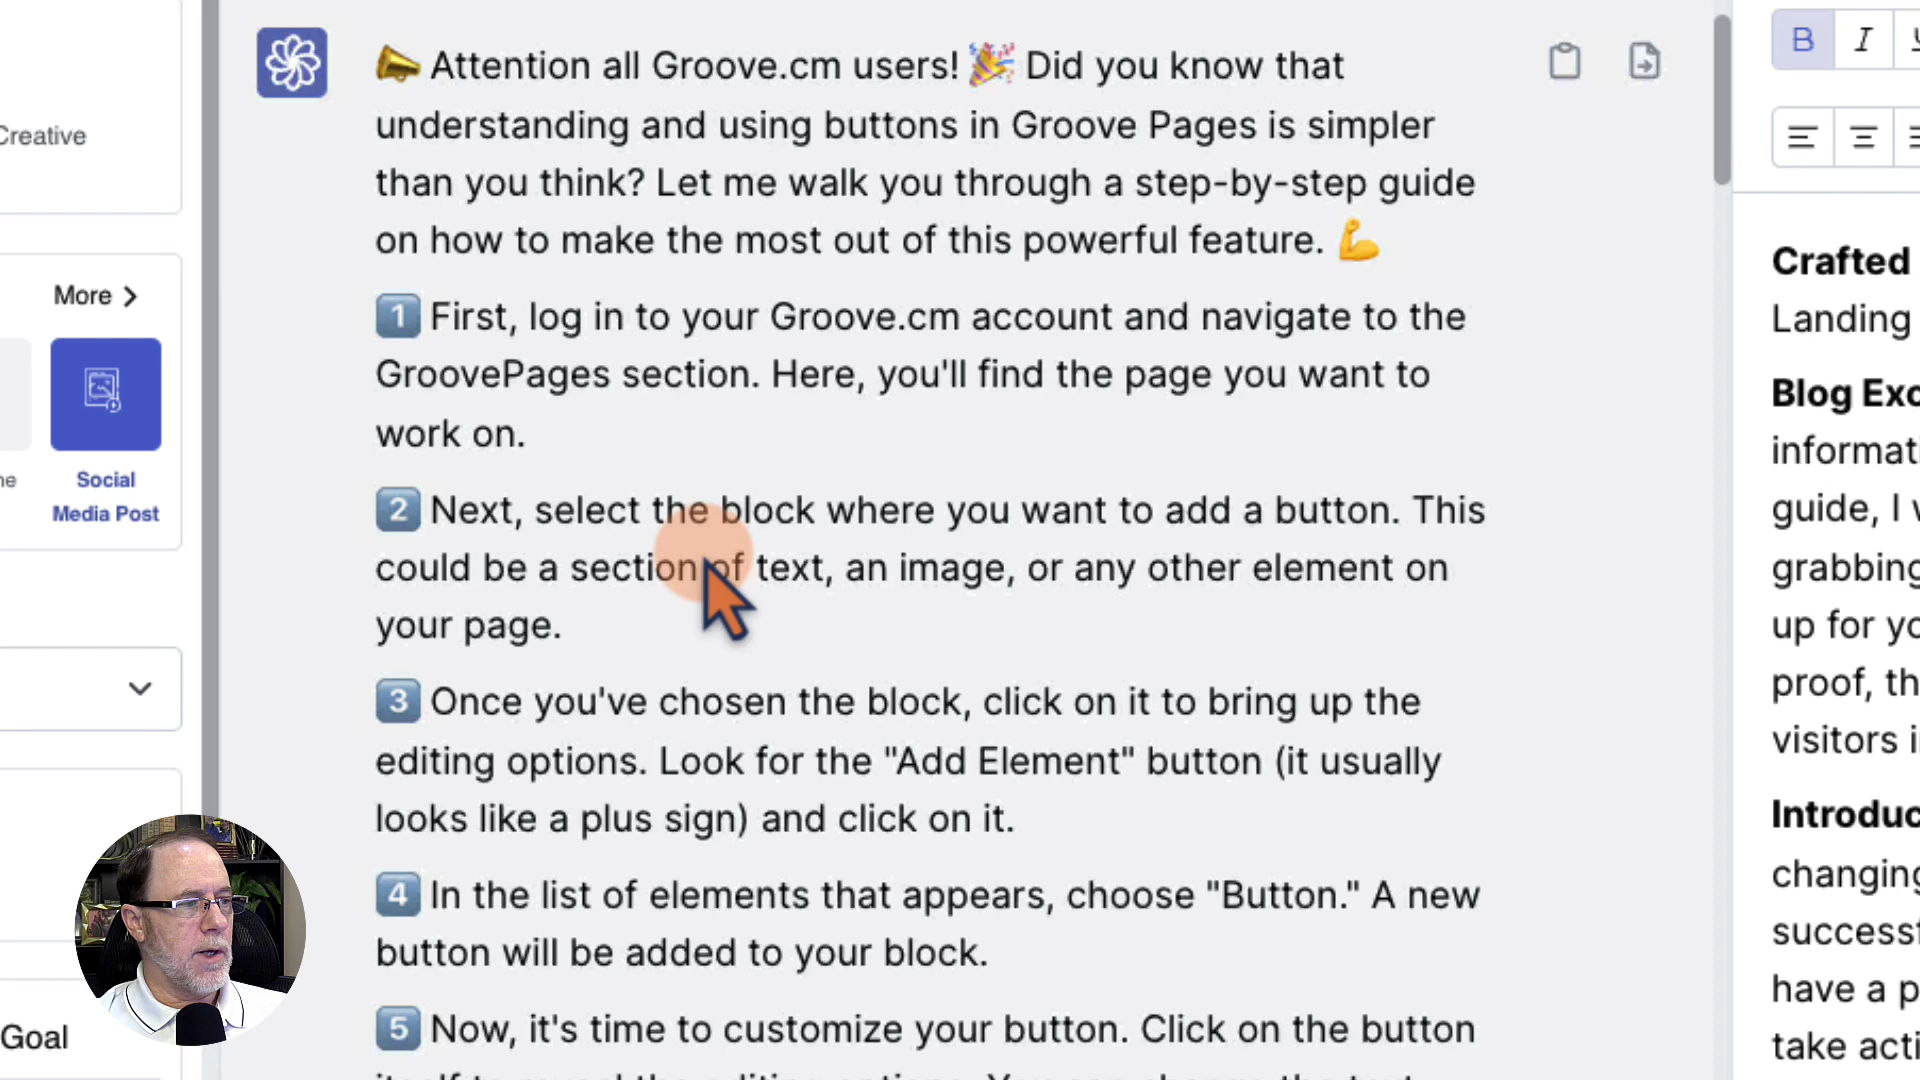 Creative
More
Social
Media Post
Goal
Attention all Groove.cm users! 🎉 Did you know that
understanding and using buttons in Groove Pages is simpler
than you think? Let me walk you through a step-by-step guide
on how to make the most out of this powerful feature. 💪
1 First, log in to your Groove.cm account and navigate to the
GroovePages section. Here, you'll find the page you want to
work on.
2 Next, select the block where you want to add a button. This
could be a section of text, an image, or any other element on
your page.
3 Once you've chosen the block, click on it to bring up the
editing options. Look for the "Add Element" button (it usually
looks like a plus sign) and click on it.
4 In the list of elements that appears, choose "Button." A new
button will be added to your block.
5 Now, it's time to customize your button. Click on the button
B I
Crafted
Landing
Blog
guide, I
grabbing
up for
proof,
visitors
changing
have a
take